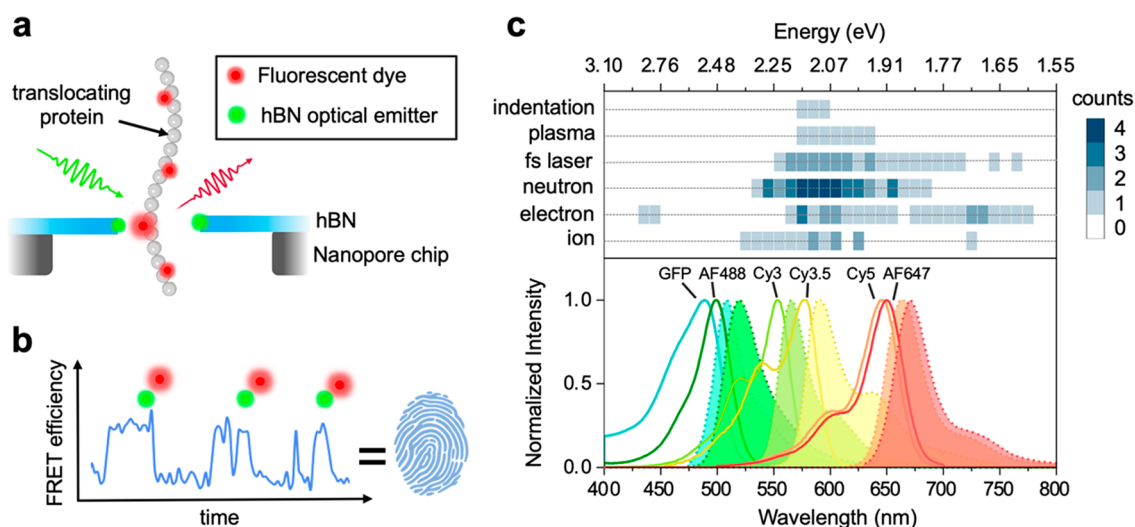 a
translocating
protein
Fluorescent dye
hBN optical emitter
hBN
Nanopore chip
b
FRET efficiency
time
=
c
Energy (eV)
3.10 2.76 2.48 2.25 2.07 1.91 1.77 1.65 1.55
indentation
plasma
fs laser
neutron
electron
ion
counts
4
3
2
1
0
GFP AF488 Cy3 Cy3.5 Cy5 AF647
Normalized Intensity
1.0
0.5
0.0
400 450 500 550 600 650 700 750 800
Wavelength (nm)